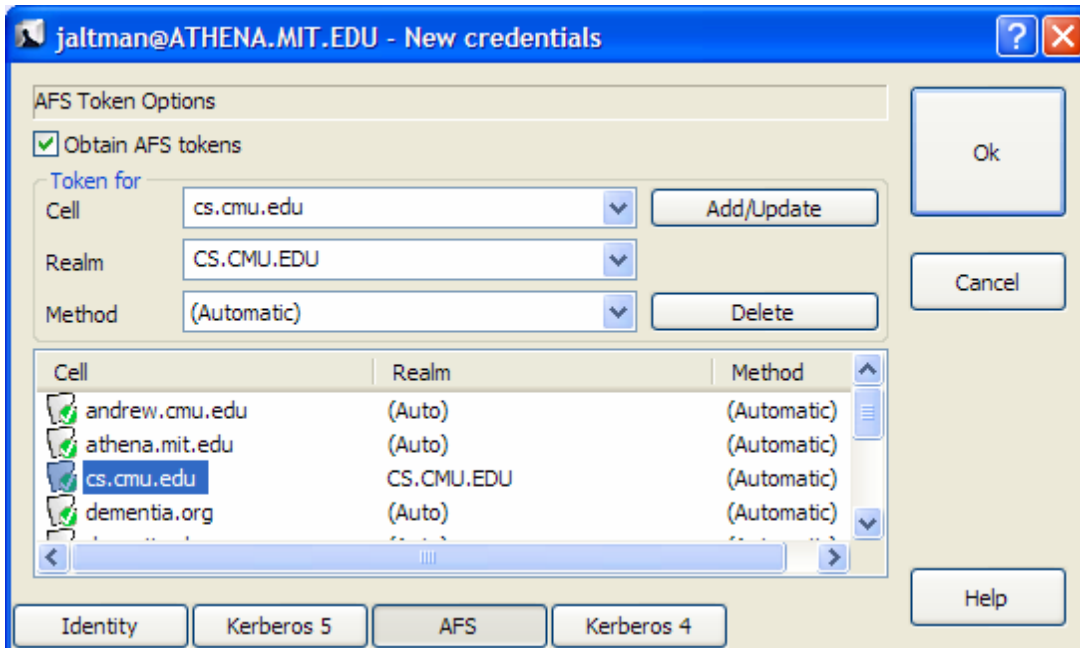 jaltman@ATHENA.MIT.EDU - New credentials
AFS Token Options
Obtain AFS tokens
Token for
Cell cs.cmu.edu Add/Update
Realm CS.CMU.EDU
Method (Automatic) Delete
Cell Realm Method
andrew.cmu.edu (Auto) (Automatic)
athena.mit.edu (Auto) (Automatic)
cs.cmu.edu CS.CMU.EDU (Automatic)
dementia.org (Auto) (Automatic)
Ok
Cancel
Help
Identity Kerberos 5 AFS Kerberos 4